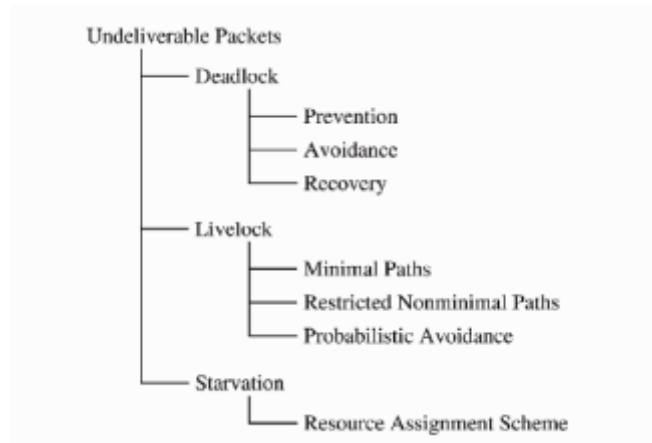 Undeliverable Packets
Deadlock
Prevention
Avoidance
Recovery
Livelock
Minimal Paths
Restricted Nonminimal Paths
Probabilistic Avoidance
Starvation
Resource Assignment Scheme